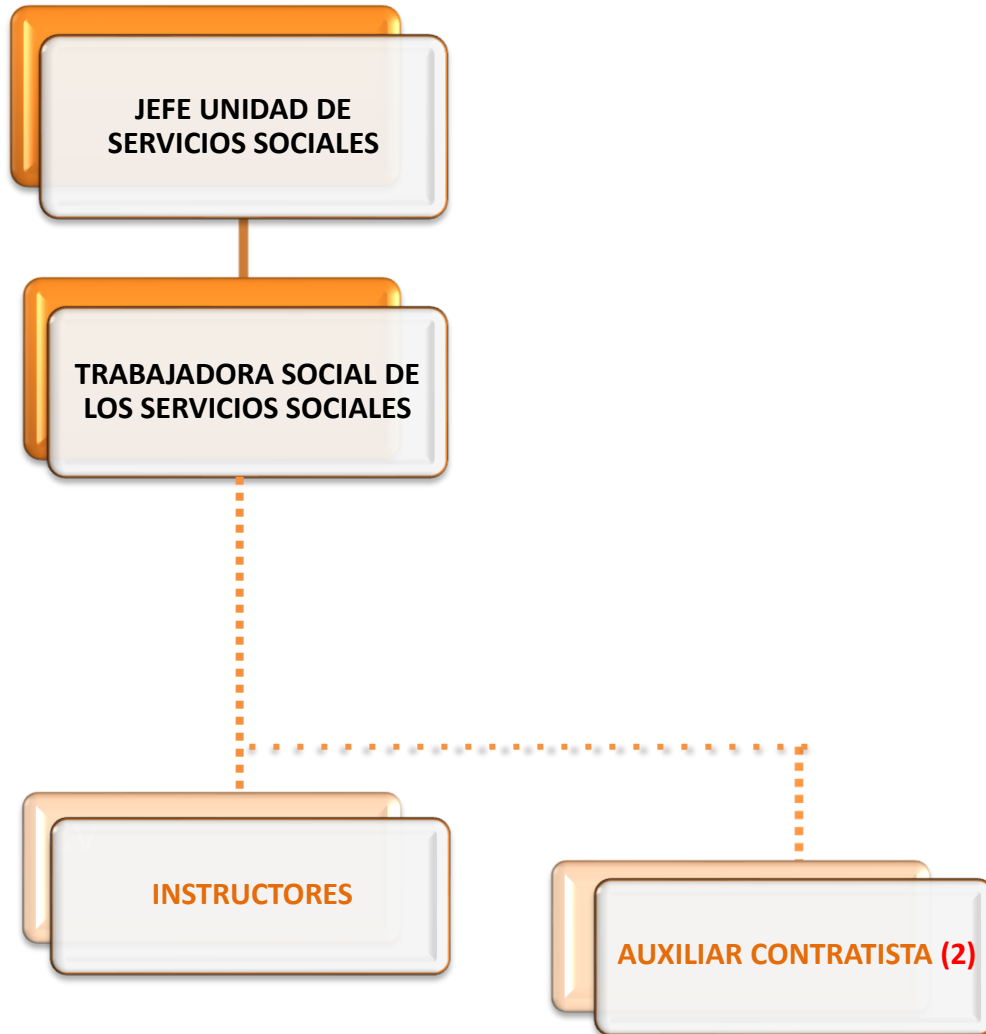 JEFE UNIDAD DE
SERVICIOS SOCIALES
TRABAJADORA SOCIAL DE
LOS SERVICIOS SOCIALES
INSTRUCTORES
AUXILIAR CONTRATISTA (2)